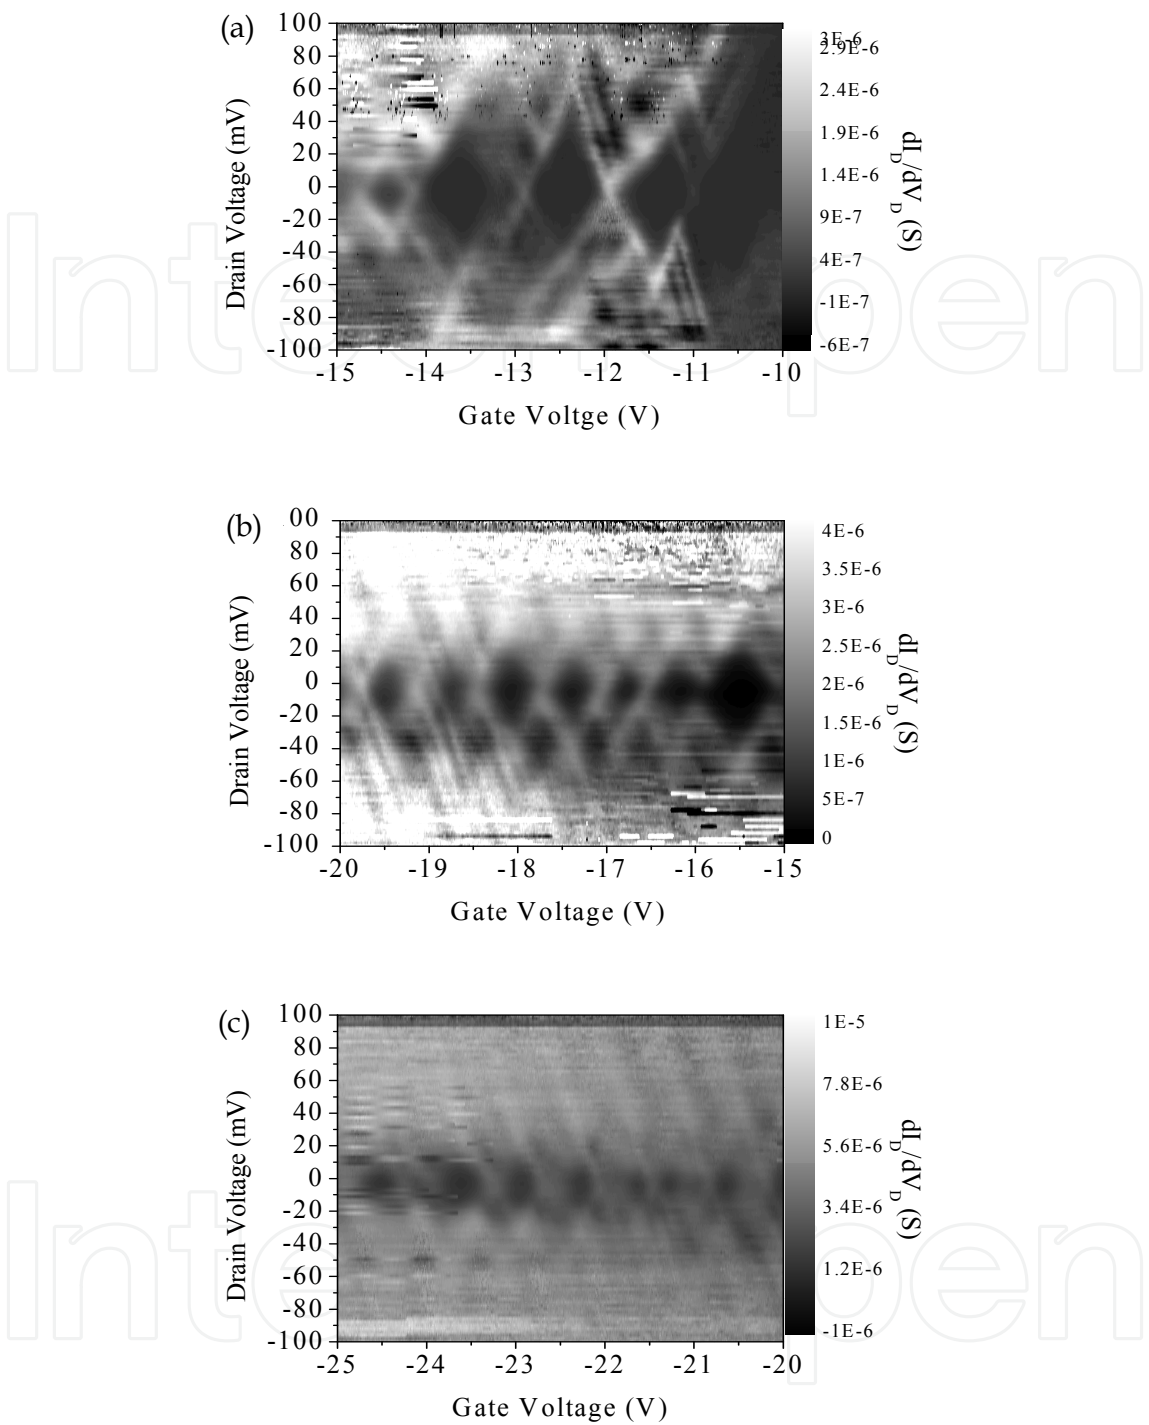 (a)
100
80
60
40
20
0
-20
-40
-60
-80
-100
Drain Voltage (mV)
-15 -14 -13 -12 -11 -10
Gate Voltge (V)
3E-6
2.9E-6
2.4E-6
1.9E-6
1.4E-6
9E-7
4E-7
-1E-7
-6E-7
dI_D/dV_D (S)
(b)
00
80
60
40
20
0
-20
-40
-60
-80
-100
Drain Voltage (mV)
-20 -19 -18 -17 -16 -15
Gate Voltage (V)
4E-6
3.5E-6
3E-6
2.5E-6
2E-6
1.5E-6
1E-6
5E-7
0
dI_D/dV_D (S)
(c)
100
80
60
40
20
0
-20
-40
-60
-80
-100
Drain Voltage (mV)
-25 -24 -23 -22 -21 -20
Gate Voltage (V)
1E-5
7.8E-6
5.6E-6
3.4E-6
1.2E-6
-1E-6
dI_D/dV_D (S)
Inte pen
Inte pen